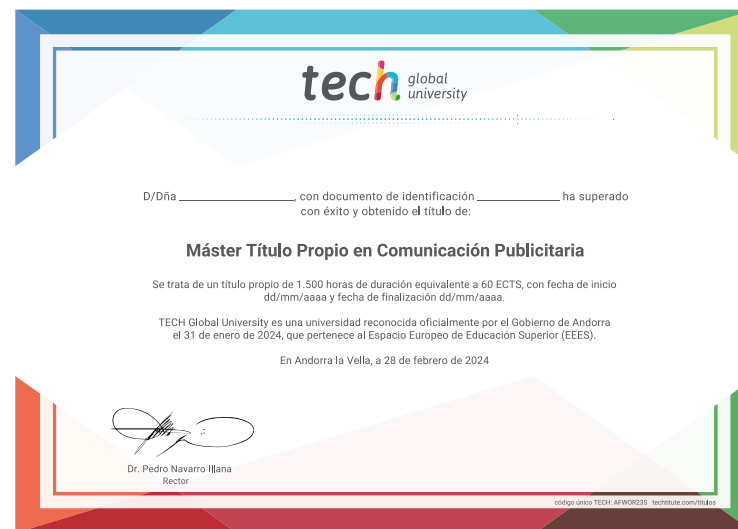 tech global university
D/Dña ____________, con documento de identificación ____________ ha superado
con éxito y obtenido el título de:
Máster Título Propio en Comunicación Publicitaria
Se trata de un título propio de 1.500 horas de duración equivalente a 60 ECTS, con fecha de inicio
dd/mm/aaaa y fecha de finalización dd/mm/aaaa.
TECH Global University es una universidad reconocida oficialmente por el Gobierno de Andorra
el 31 de enero de 2024, que pertenece al Espacio Europeo de Educación Superior (EEES).
En Andorra la Vella, a 28 de febrero de 2024
Dr. Pedro Navarro Illana
Rector
código único TECH: AFWOR23S techtitute.com/titulos